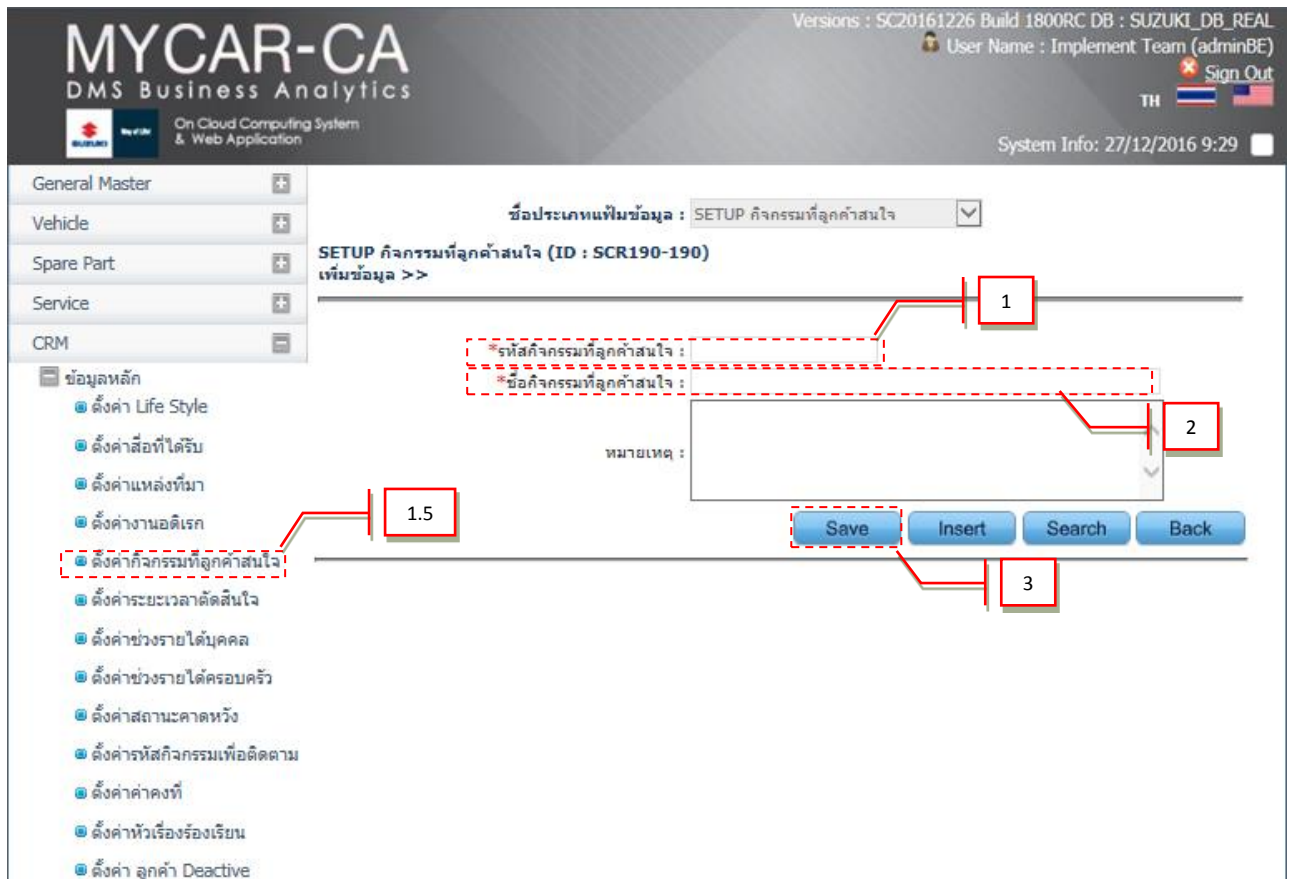 MYCAR-CA
DMS Business Analytics
SUZUKI
Way of Life!
On Cloud Computing System
& Web Application
Versions : SC20161226 Build 1800RC DB : SUZUKI_DB_REAL
User Name : Implement Team (adminBE)
Sign Out
TH
System Info: 27/12/2016 9:29
General Master
Vehicle
Spare Part
Service
CRM
ข้อมูลหลัก
ตั้งค่า Life Style
ตั้งค่าสื่อที่ได้รับ
ตั้งค่าแหล่งที่มา
ตั้งค่างานอดิเรก
ตั้งค่ากิจกรรมที่ลูกค้าสนใจ
ตั้งค่าระยะเวลาตัดสินใจ
ตั้งค่าช่วงรายได้บุคคล
ตั้งค่าช่วงรายได้ครอบครัว
ตั้งค่าสถานะคาดหวัง
ตั้งค่ารหัสกิจกรรมเพื่อติดตาม
ตั้งค่าค่าคงที่
ตั้งค่าหัวเรื่องร้องเรียน
ตั้งค่า ลูกค้า Deactive
1.5
ชื่อประเภทแฟ้มข้อมูล : SETUP กิจกรรมที่ลูกค้าสนใจ
SETUP กิจกรรมที่ลูกค้าสนใจ (ID : SCR190-190)
เพิ่มข้อมูล >>
1
*รหัสกิจกรรมที่ลูกค้าสนใจ :
*ชื่อกิจกรรมที่ลูกค้าสนใจ :
2
หมายเหตุ :
Save Insert Search Back
3